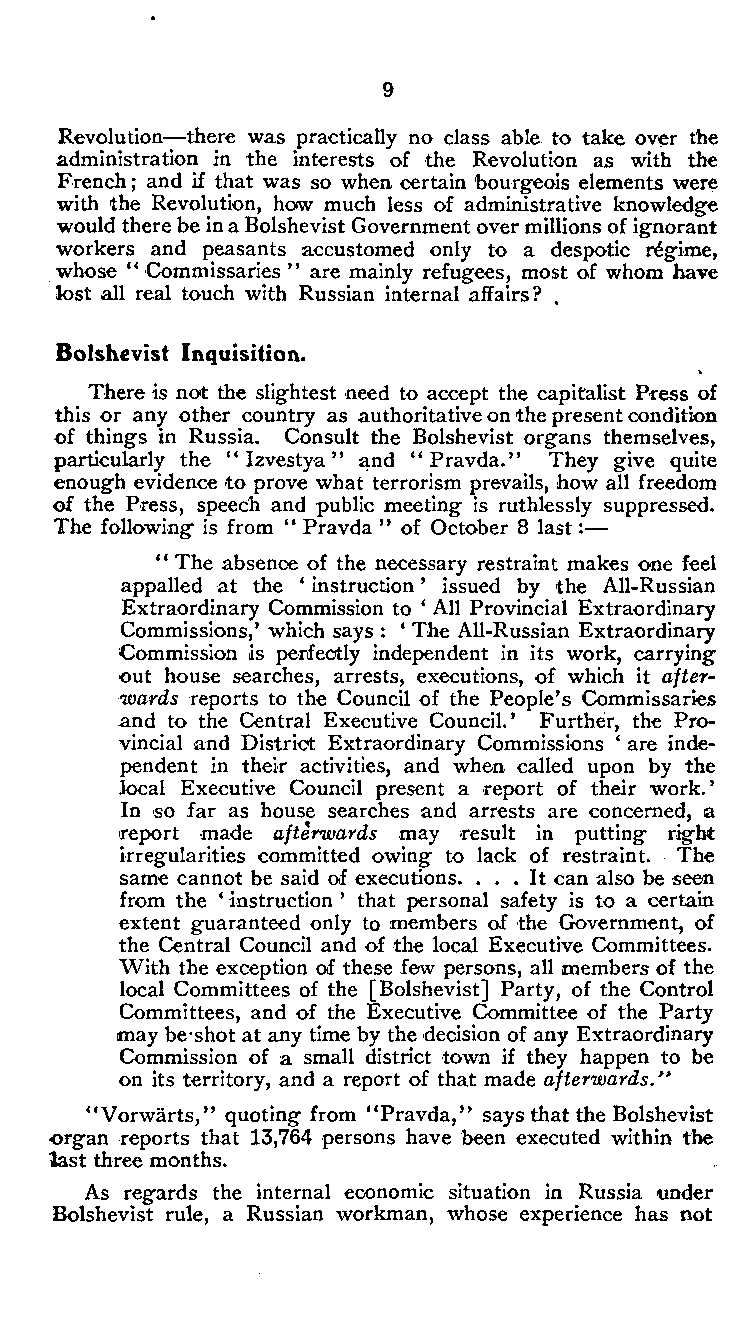 9
Revolution—there was practically no class able to take over the
administration in the interests of the Revolution as with the
French; and if that was so when certain bourgeois elements were
with the Revolution, how much less of administrative knowledge
would there be in a Bolshevist Government over millions of ignorant
workers and peasants accustomed only to a despotic régime,
whose "Commissaries" are mainly refugees, most of whom have
lost all real touch with Russian internal affairs?
Bolshevist Inquisition.
There is not the slightest need to accept the capitalist Press of
this or any other country as authoritative on the present condition
of things in Russia. Consult the Bolshevist organs themselves,
particularly the "Izvestya" and "Pravda." They give quite
enough evidence to prove what terrorism prevails, how all freedom
of the Press, speech and public meeting is ruthlessly suppressed.
The following is from "Pravda" of October 8 last:—
"The absence of the necessary restraint makes one feel
appalled at the 'instruction' issued by the All-Russian
Extraordinary Commission to 'All Provincial Extraordinary
Commissions,' which says: 'The All-Russian Extraordinary
Commission is perfectly independent in its work, carrying
out house searches, arrests, executions, of which it after-
wards reports to the Council of the People's Commissaries
and to the Central Executive Council.' Further, the Pro-
vincial and District Extraordinary Commissions 'are inde-
pendent in their activities, and when called upon by the
local Executive Council present a report of their work.'
In so far as house searches and arrests are concerned, a
report made afterwards may result in putting right
irregularities committed owing to lack of restraint. The
same cannot be said of executions. . . . It can also be seen
from the 'instruction' that personal safety is to a certain
extent guaranteed only to members of the Government, of
the Central Council and of the local Executive Committees.
With the exception of these few persons, all members of the
local Committees of the [Bolshevist] Party, of the Control
Committees, and of the Executive Committee of the Party
may be shot at any time by the decision of any Extraordinary
Commission of a small district town if they happen to be
on its territory, and a report of that made afterwards."
"Vorwärts," quoting from "Pravda," says that the Bolshevist
organ reports that 13,764 persons have been executed within the
last three months.
As regards the internal economic situation in Russia under
Bolshevist rule, a Russian workman, whose experience has not